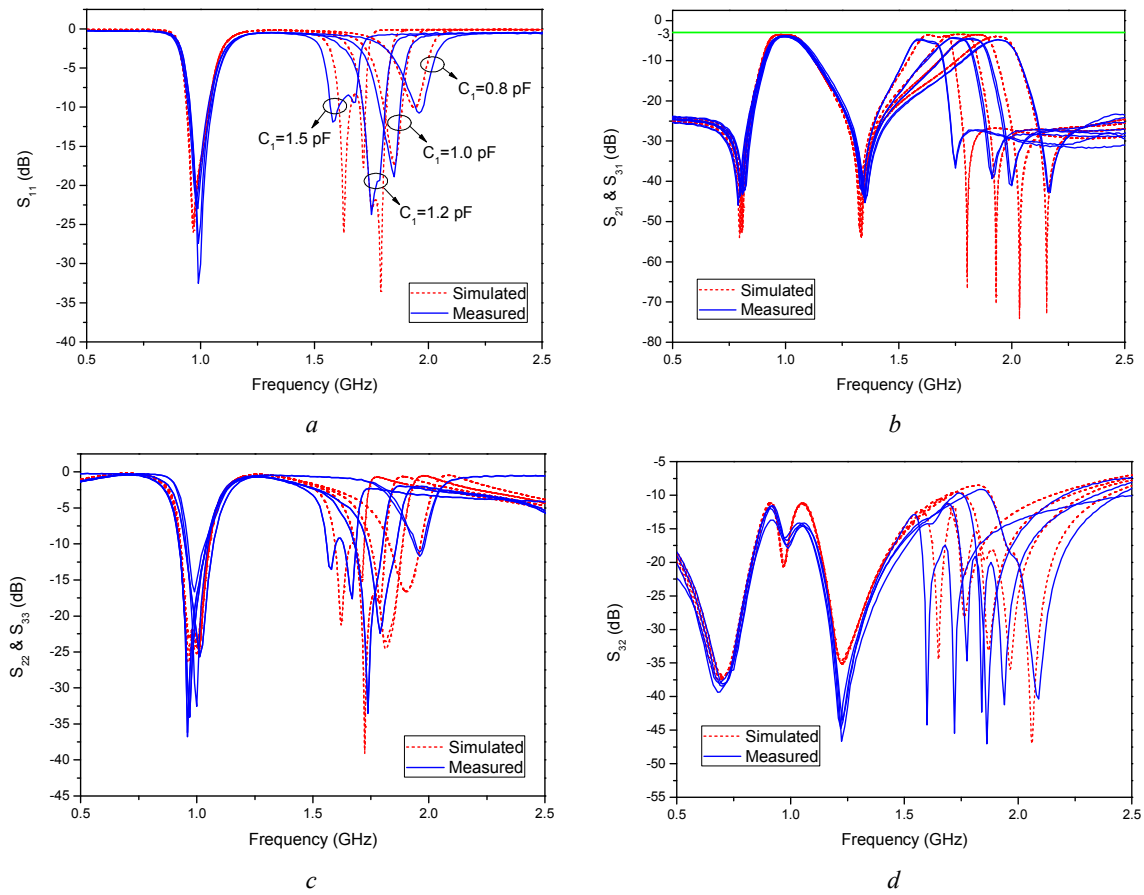 0
-5
-10
-15
-20
-25
-30
-35
-40
S11 (dB)
C1=0.8 pF
C1=1.5 pF
C1=1.0 pF
C1=1.2 pF
Simulated
Measured
0.5 1.0 1.5 2.0 2.5
Frequency (GHz)
a
0
-3
-10
-20
-30
-40
-50
-60
-70
-80
S21 & S31 (dB)
Simulated
Measured
0.5 1.0 1.5 2.0 2.5
Frequency (GHz)
b
0
-5
-10
-15
-20
-25
-30
-35
-40
-45
S22 & S33 (dB)
Simulated
Measured
0.5 1.0 1.5 2.0 2.5
Frequency (GHz)
c
-5
-10
-15
-20
-25
-30
-35
-40
-45
-50
-55
S32 (dB)
Simulated
Measured
0.5 1.0 1.5 2.0 2.5
Frequency (GHz)
d